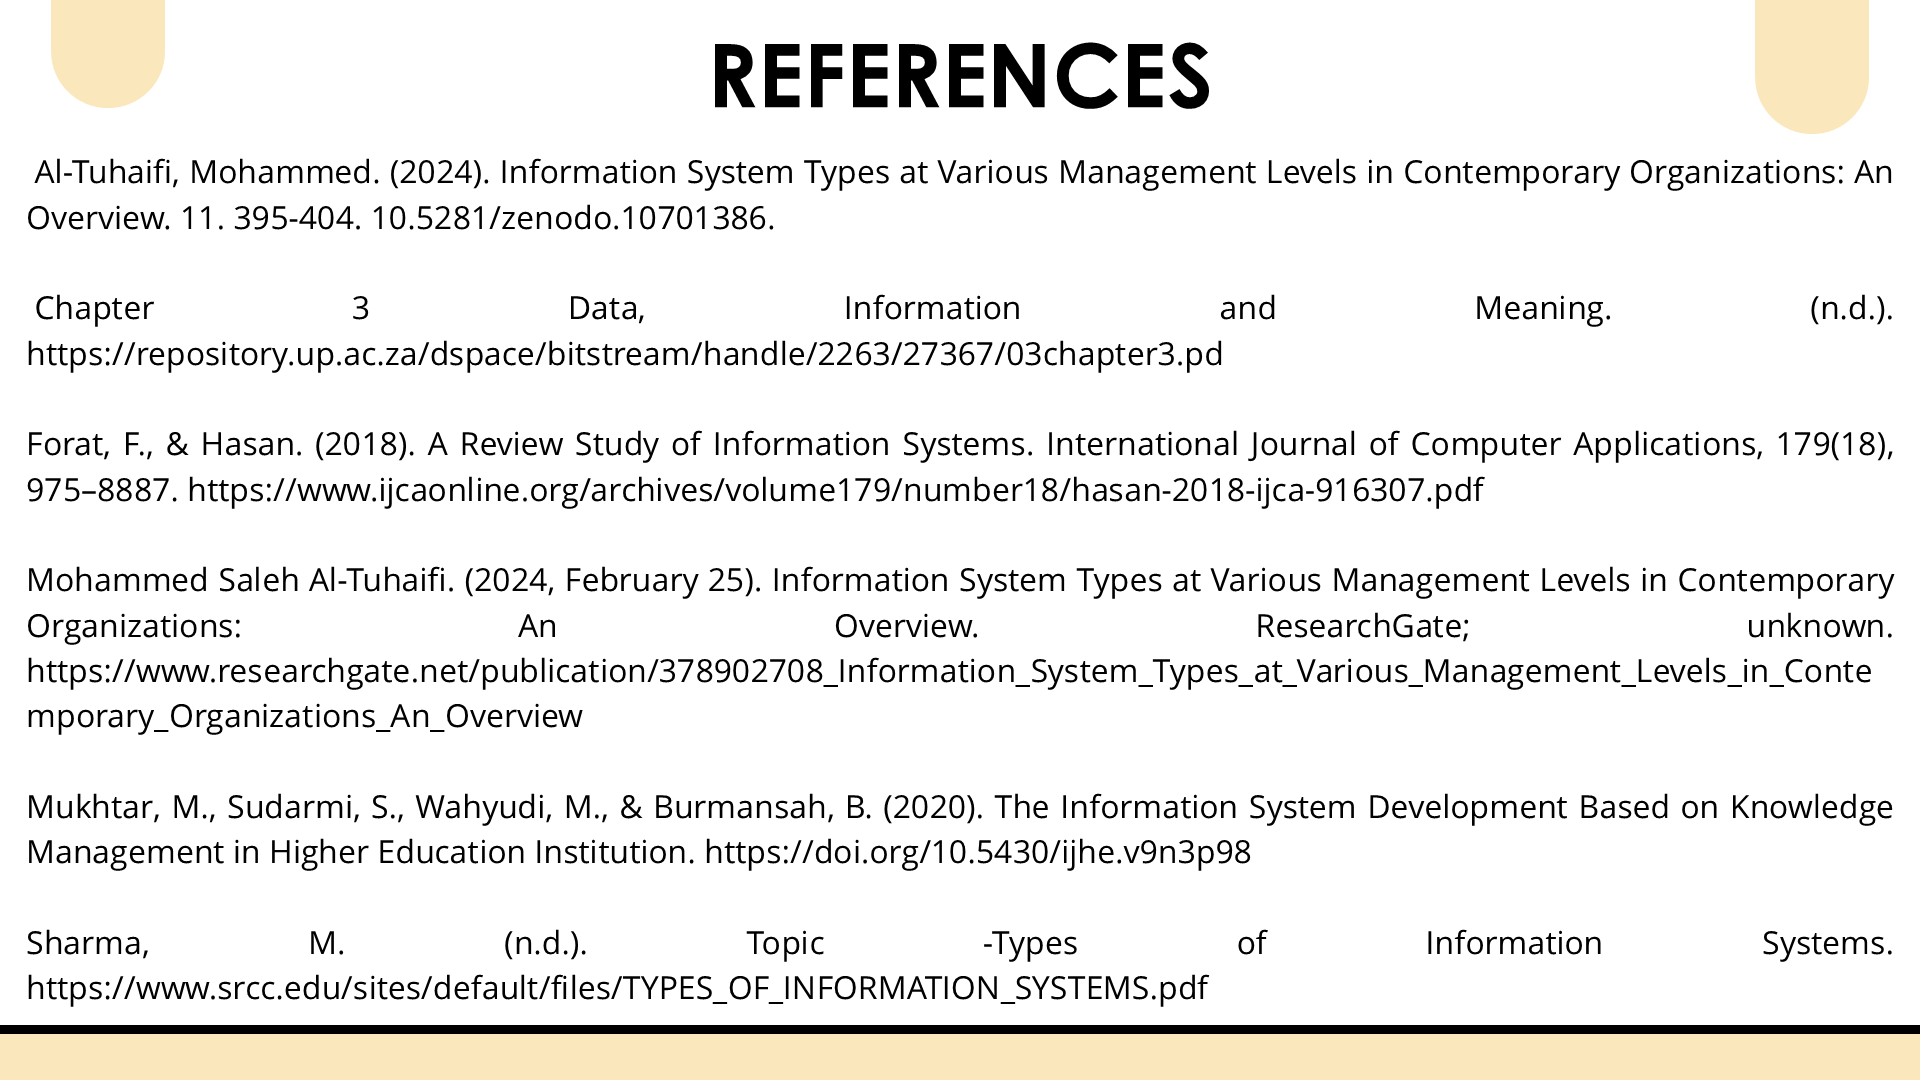 REFERENCES
Al-Tuhaifi, Mohammed. (2024). Information System Types at Various Management Levels in Contemporary Organizations: An
Overview. 11. 395-404. 10.5281/zenodo.10701386.
Chapter 3 Data, Information and Meaning. (n.d.).
https://repository.up.ac.za/dspace/bitstream/handle/2263/27367/03chapter3.pd
Forat, F., & Hasan. (2018). A Review Study of Information Systems. International Journal of Computer Applications, 179(18),
975–8887. https://www.ijcaonline.org/archives/volume179/number18/hasan-2018-ijca-916307.pdf
Mohammed Saleh Al-Tuhaifi. (2024, February 25). Information System Types at Various Management Levels in Contemporary
Organizations: An Overview. ResearchGate; unknown.
https://www.researchgate.net/publication/378902708_Information_System_Types_at_Various_Management_Levels_in_Conte
mporary_Organizations_An_Overview
Mukhtar, M., Sudarmi, S., Wahyudi, M., & Burmansah, B. (2020). The Information System Development Based on Knowledge
Management in Higher Education Institution. https://doi.org/10.5430/ijhe.v9n3p98
Sharma, M. (n.d.). Topic -Types of Information Systems.
https://www.srcc.edu/sites/default/files/TYPES_OF_INFORMATION_SYSTEMS.pdf